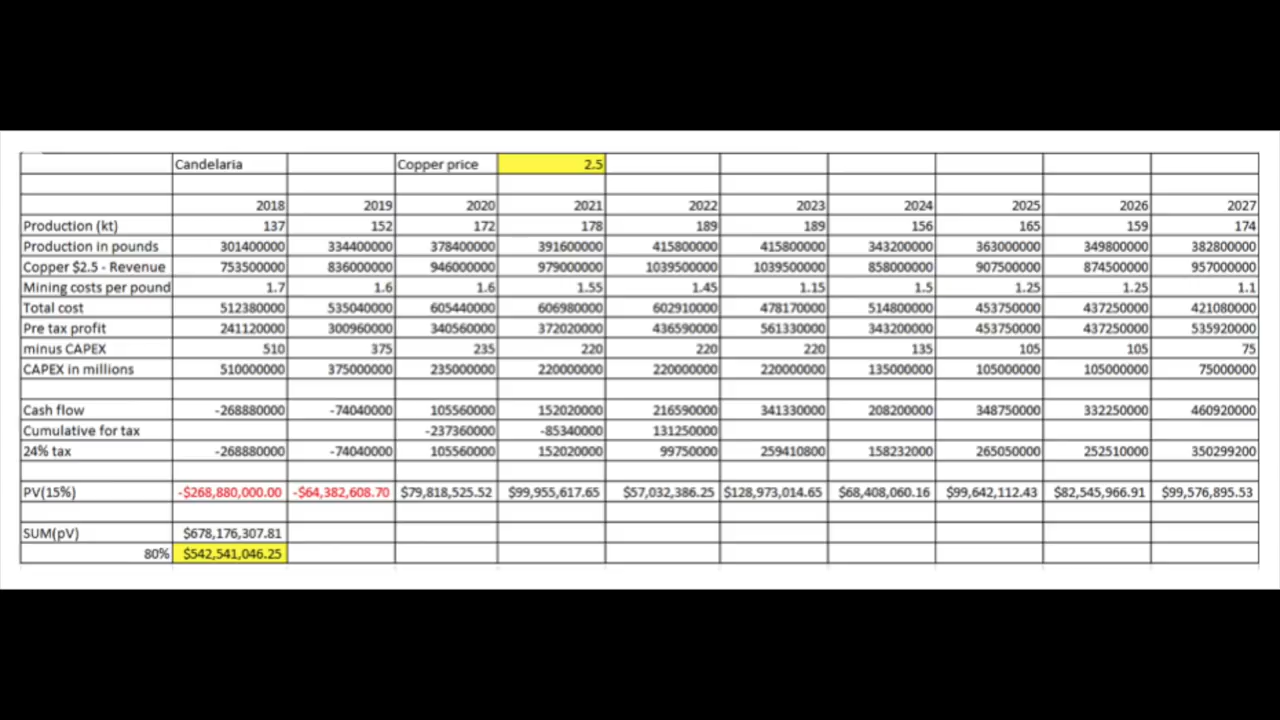 Candelaria Copper price 2.5
2018 2019 2020 2021 2022 2023 2024 2025 2026 2027
Production (kt) 137 152 172 178 189 189 156 165 159 174
Production in pounds 301400000 334400000 378400000 391600000 415800000 415800000 343200000 363000000 349800000 382800000
Copper $2.5 - Revenue 753500000 836000000 946000000 979000000 1039500000 1039500000 858000000 907500000 874500000 957000000
Mining costs per pound 1.7 1.6 1.6 1.55 1.45 1.15 1.5 1.25 1.25 1.1
Total cost 512380000 535040000 605440000 606980000 602910000 478170000 514800000 453750000 437250000 421080000
Pre tax profit 241120000 300960000 340560000 372020000 436590000 561330000 343200000 453750000 437250000 535920000
minus CAPEX 510 375 235 220 220 220 135 105 105 75
CAPEX in millions 510000000 375000000 235000000 220000000 220000000 220000000 135000000 105000000 105000000 75000000
Cash flow -268880000 -74040000 105560000 152020000 216590000 341330000 208200000 348750000 332250000 460920000
Cumulative for tax -237360000 -85340000 131250000
24% tax -268880000 -74040000 105560000 152020000 99750000 259410800 158232000 265050000 252510000 350299200
PV(15%) -$268,880,000.00 -$64,382,608.70 $79,818,525.52 $99,955,617.65 $57,032,386.25 $128,973,014.65 $68,408,060.16 $99,642,112.43 $82,545,966.91 $99,576,895.53
SUM(pV) $678,176,307.81
80% $542,541,046.25